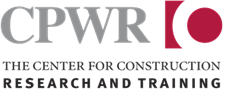 CPWR
THE CENTER FOR CONSTRUCTION
RESEARCH AND TRAINING